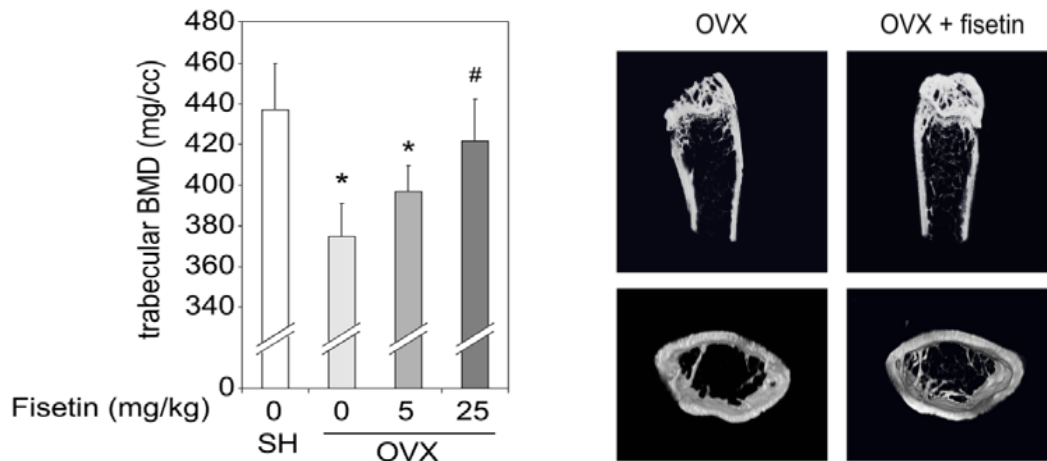 480
460
440
420
400
380
360
340
0
trabecular BMD (mg/cc)
* * #
Fisetin (mg/kg) 0 0 5 25
SH OVX
OVX OVX + fisetin